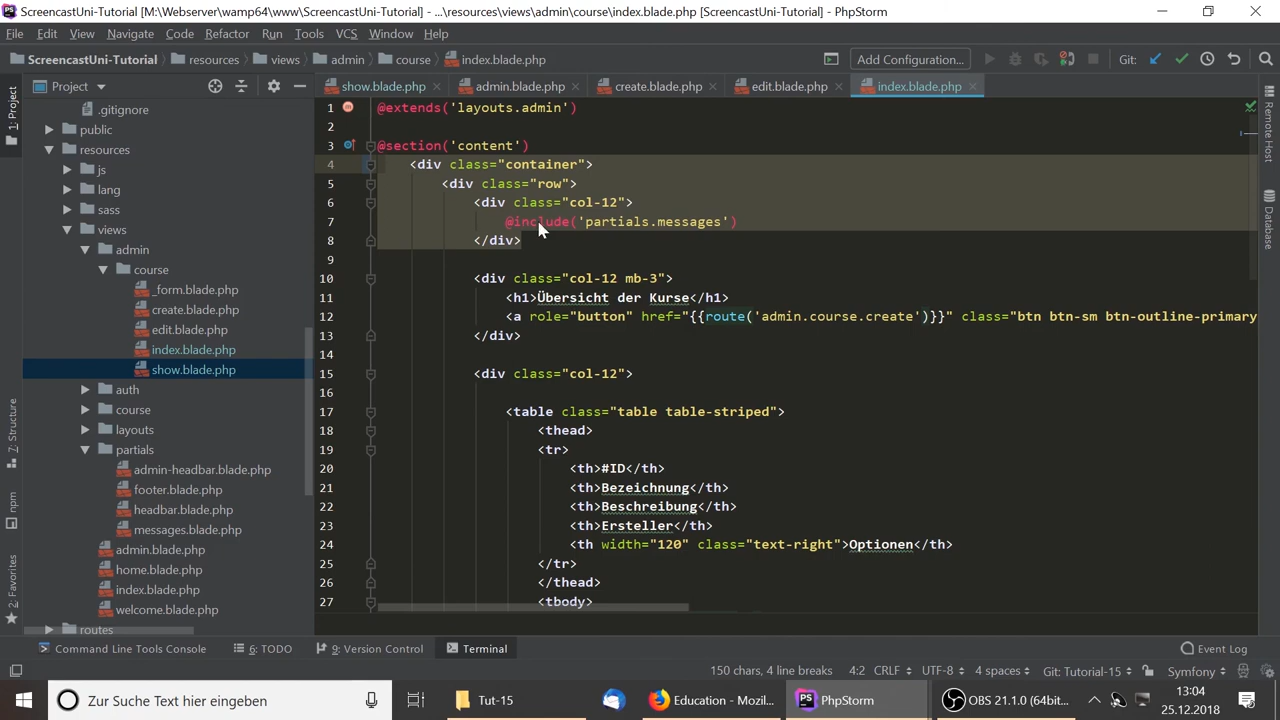 ScreencastUni-Tutorial [M:\Webserver\wamp64\www\ScreencastUni-Tutorial] - ...\resources\views\admin\course\index.blade.php [ScreencastUni-Tutorial] - PhpStorm
File Edit View Navigate Code Refactor Run Tools VCS Window Help
ScreencastUni-Tutorial resources views admin course index.blade.php Add Configuration... Git:
Project show.blade.php admin.blade.php create.blade.php edit.blade.php index.blade.php
1: Project
7: Structure
npm
2: Favorites
Remote Host
Database
.gitignore
public
resources
js
lang
sass
views
admin
course
_form.blade.php
create.blade.php
edit.blade.php
index.blade.php
show.blade.php
auth
course
layouts
partials
admin-headbar.blade.php
footer.blade.php
headbar.blade.php
messages.blade.php
admin.blade.php
home.blade.php
index.blade.php
welcome.blade.php
routes
1 @extends('layouts.admin')
2
3 @section('content')
4 <div class="container">
5 <div class="row">
6 <div class="col-12">
7 @include('partials.messages')
8 </div>
9
10 <div class="col-12 mb-3">
11 <h1>Übersicht der Kurse</h1>
12 <a role="button" href="{{route('admin.course.create')}}" class="btn btn-sm btn-outline-primary
13 </div>
14
15 <div class="col-12">
16
17 <table class="table table-striped">
18 <thead>
19 <tr>
20 <th>#ID</th>
21 <th>Bezeichnung</th>
22 <th>Beschreibung</th>
23 <th>Ersteller</th>
24 <th width="120" class="text-right">Optionen</th>
25 </tr>
26 </thead>
27 <tbody>
Command Line Tools Console 6: TODO 9: Version Control Terminal Event Log
150 chars, 4 line breaks 4:2 CRLF UTF-8 4 spaces Git: Tutorial-15 Symfony
Zur Suche Text hier eingeben Tut-15 Education - Mozil... PhpStorm OBS 21.1.0 (64bit... 13:04
25.12.2018